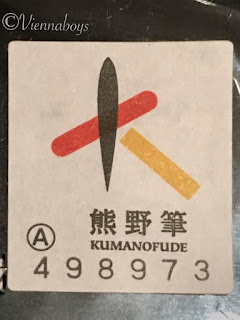 ©Viennaboys
熊野筆
KUMANOFUDE
Ⓐ
498973